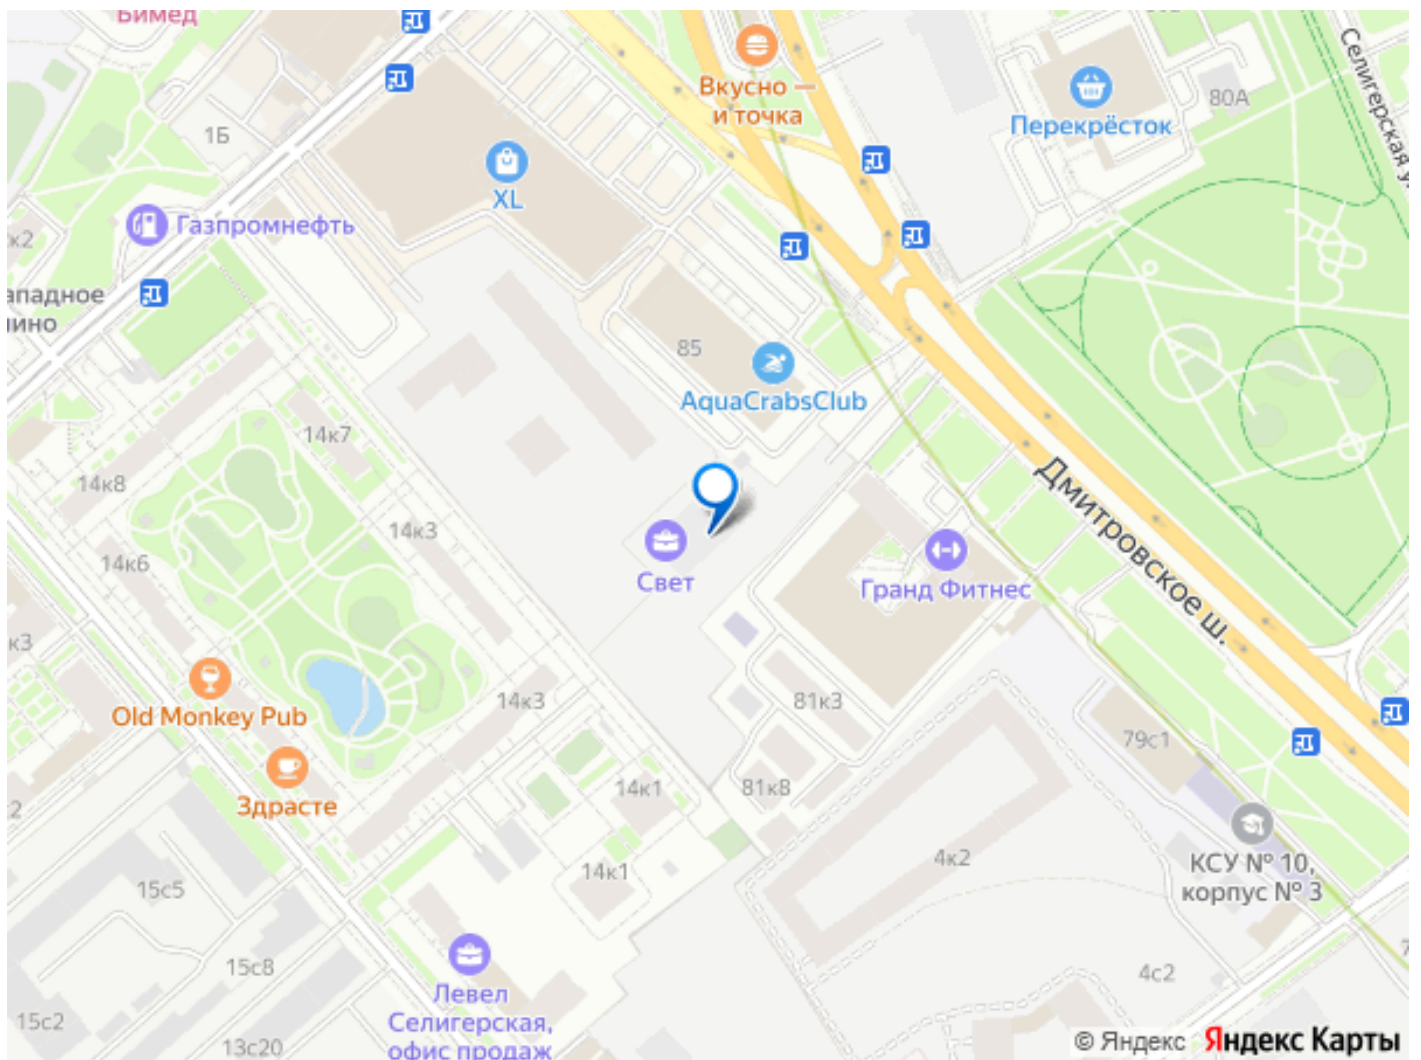 Бимед
Вкусно —
и точка
Перекрёсток
80А
Селигерская у
1Б
XL
Газпромнефть
к2
ападное
ино
85
AquaCrabsClub
14к7
14к8
14к3
14к6
Свет
Гранд Фитнес
Дмитровское ш.
к3
Old Monkey Pub
14к3
81к3
79с1
Здрасте
14к1
81к8
2
4к2
14к1
КСУ № 10,
корпус № 3
15с5
15с8
4с2
7
Левел
Селигерская,
офис продаж
15с2
13с20
© Яндекс Яндекс Карты